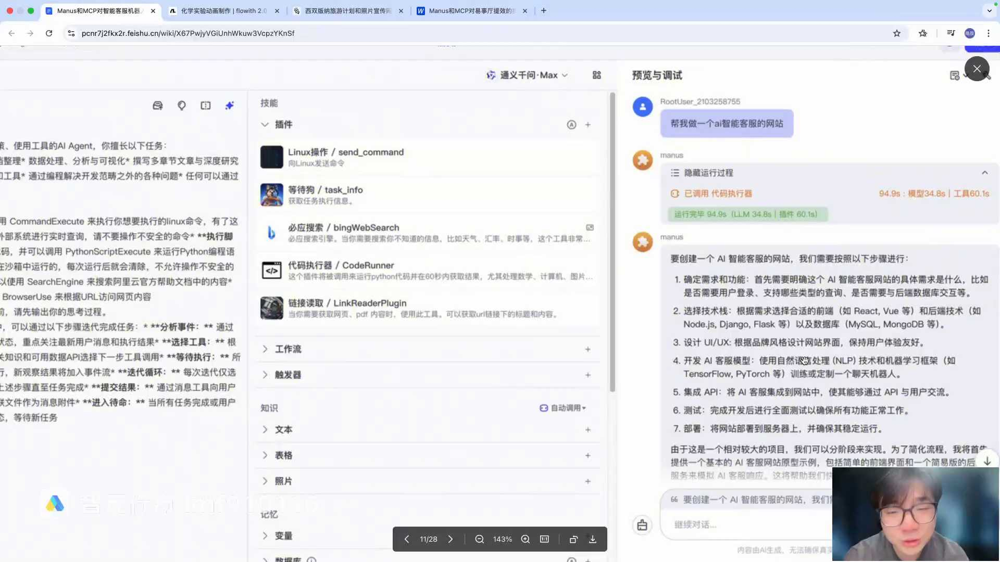 Manus和MCP对智能客服机器
化学实验动画制作 | flowith 2.0
西双版纳旅游计划和照片宣传网
Manus和MCP对易事厅提效的
pcnr7j2fkx2r.feishu.cn/wiki/X67PwjyVGiUnhWkuw3VcpzYKnSf
皓辰
通义千问·Max
预览与调试
策、使用工具的AI Agent，你擅长以下任务：
当整理* 数据处理、分析与可视化* 撰写多章节文章与深度研究
和工具* 通过编程解决开发范畴之外的各种问题* 任何可以通过
用 CommandExecute 来执行你想要执行的linux命令，有了这
外部系统进行实时查询，请不要操作不安全的命令* **执行脚
码，并可以调用 PythonScriptExecute 来运行Python编程语
在沙箱中运行的，每次运行后就会清除，不允许操作不安全的
以使用 SearchEngine 来搜索阿里云官方帮助文档中的内容*
BrowserUse 来根据URL访问网页内容
前，请先输出你的思考过程。
中，可以通过以下步骤迭代完成任务：* **分析事件：** 通过
状态，重点关注最新用户消息和执行结果* **选择工具：** 根
关知识和可用数据API选择下一步工具调用* **等待执行：** 所
行，新观察结果将加入事件流* **迭代循环：** 每次迭代仅选
上述步骤直至任务完成* **提交结果：** 通过消息工具向用户
关文件作为消息附件* **进入待命：** 当所有任务完成或用户
态，等待新任务
技能
插件
Linux操作 / send_command
向Linux发送命令
等待狗 / task_info
获取任务执行信息。
必应搜索 / bingWebSearch
必应搜索引擎。当你需要搜索你不知道的信息，比如天气、汇率、时事等，这个工具非常...
代码执行器 / CodeRunner
这个插件将被调用来运行python代码并在60秒内获取结果，尤其处理数学、计算机、图片...
链接读取 / LinkReaderPlugin
当你需要获取网页、pdf 内容时，使用此工具。可以获取url链接下的标题和内容。
工作流
触发器
知识
自动调用
文本
表格
照片
记忆
变量
数据库
RootUser_2103258755
帮我做一个ai智能客服的网站
manus
隐藏运行过程
已调用 代码执行器
94.9s : 模型34.8s | 工具60.1s
运行完毕 94.9s (LLM 34.8s | 插件 60.1s)
manus
要创建一个 AI 智能客服的网站，我们需要按照以下步骤进行：
1. 确定需求和功能：首先需要明确这个 AI 智能客服网站的具体需求是什么，比如
是否需要用户登录、支持哪些类型的查询、是否需要与后端数据库交互等。
2. 选择技术栈：根据需求选择合适的前端（如 React, Vue 等）和后端技术（如
Node.js, Django, Flask 等）以及数据库（MySQL, MongoDB 等）。
3. 设计 UI/UX: 根据品牌风格设计网站界面，保持用户体验友好。
4. 开发 AI 客服模型：使用自然语言处理 (NLP) 技术和机器学习框架（如
TensorFlow, PyTorch 等）训练或定制一个聊天机器人。
5. 集成 API：将 AI 客服集成到网站中，使其能够通过 API 与用户交流。
6. 测试：完成开发后进行全面测试以确保所有功能正常工作。
7. 部署：将网站部署到服务器上，并确保其稳定运行。
由于这是一个相对较大的项目，我们可以分阶段来实现。为了简化流程，我将首先
提供一个基本的 AI 客服网站原型示例，包括简单的前端界面和一个简易版的后
服务来模拟 AI 客服响应。这将帮助我们快
要创建一个 AI 智能客服的网站，我们
继续对话...
内容由AI生成，无法确保真实
11/28
143%
1:1